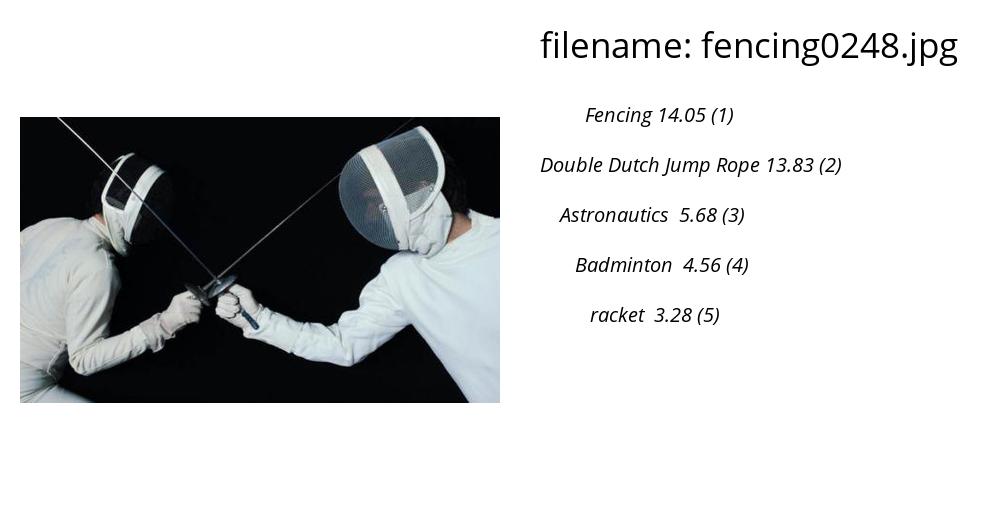 filename: fencing0248.jpg
Fencing 14.05 (1)
Double Dutch Jump Rope 13.83 (2)
Astronautics 5.68 (3)
Badminton 4.56 (4)
racket 3.28 (5)